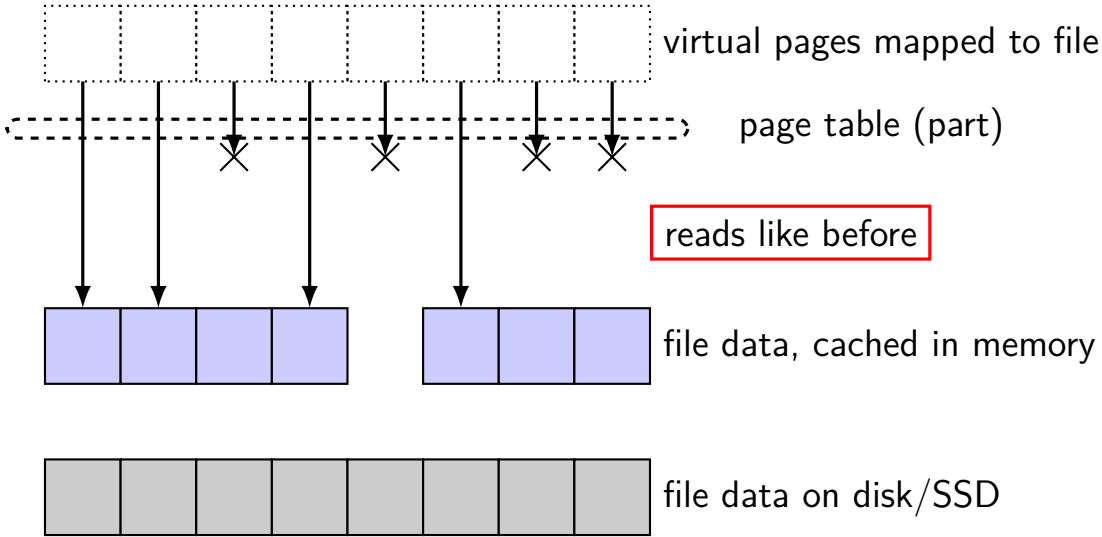 virtual pages mapped to file
page table (part)
reads like before
file data, cached in memory
file data on disk/SSD